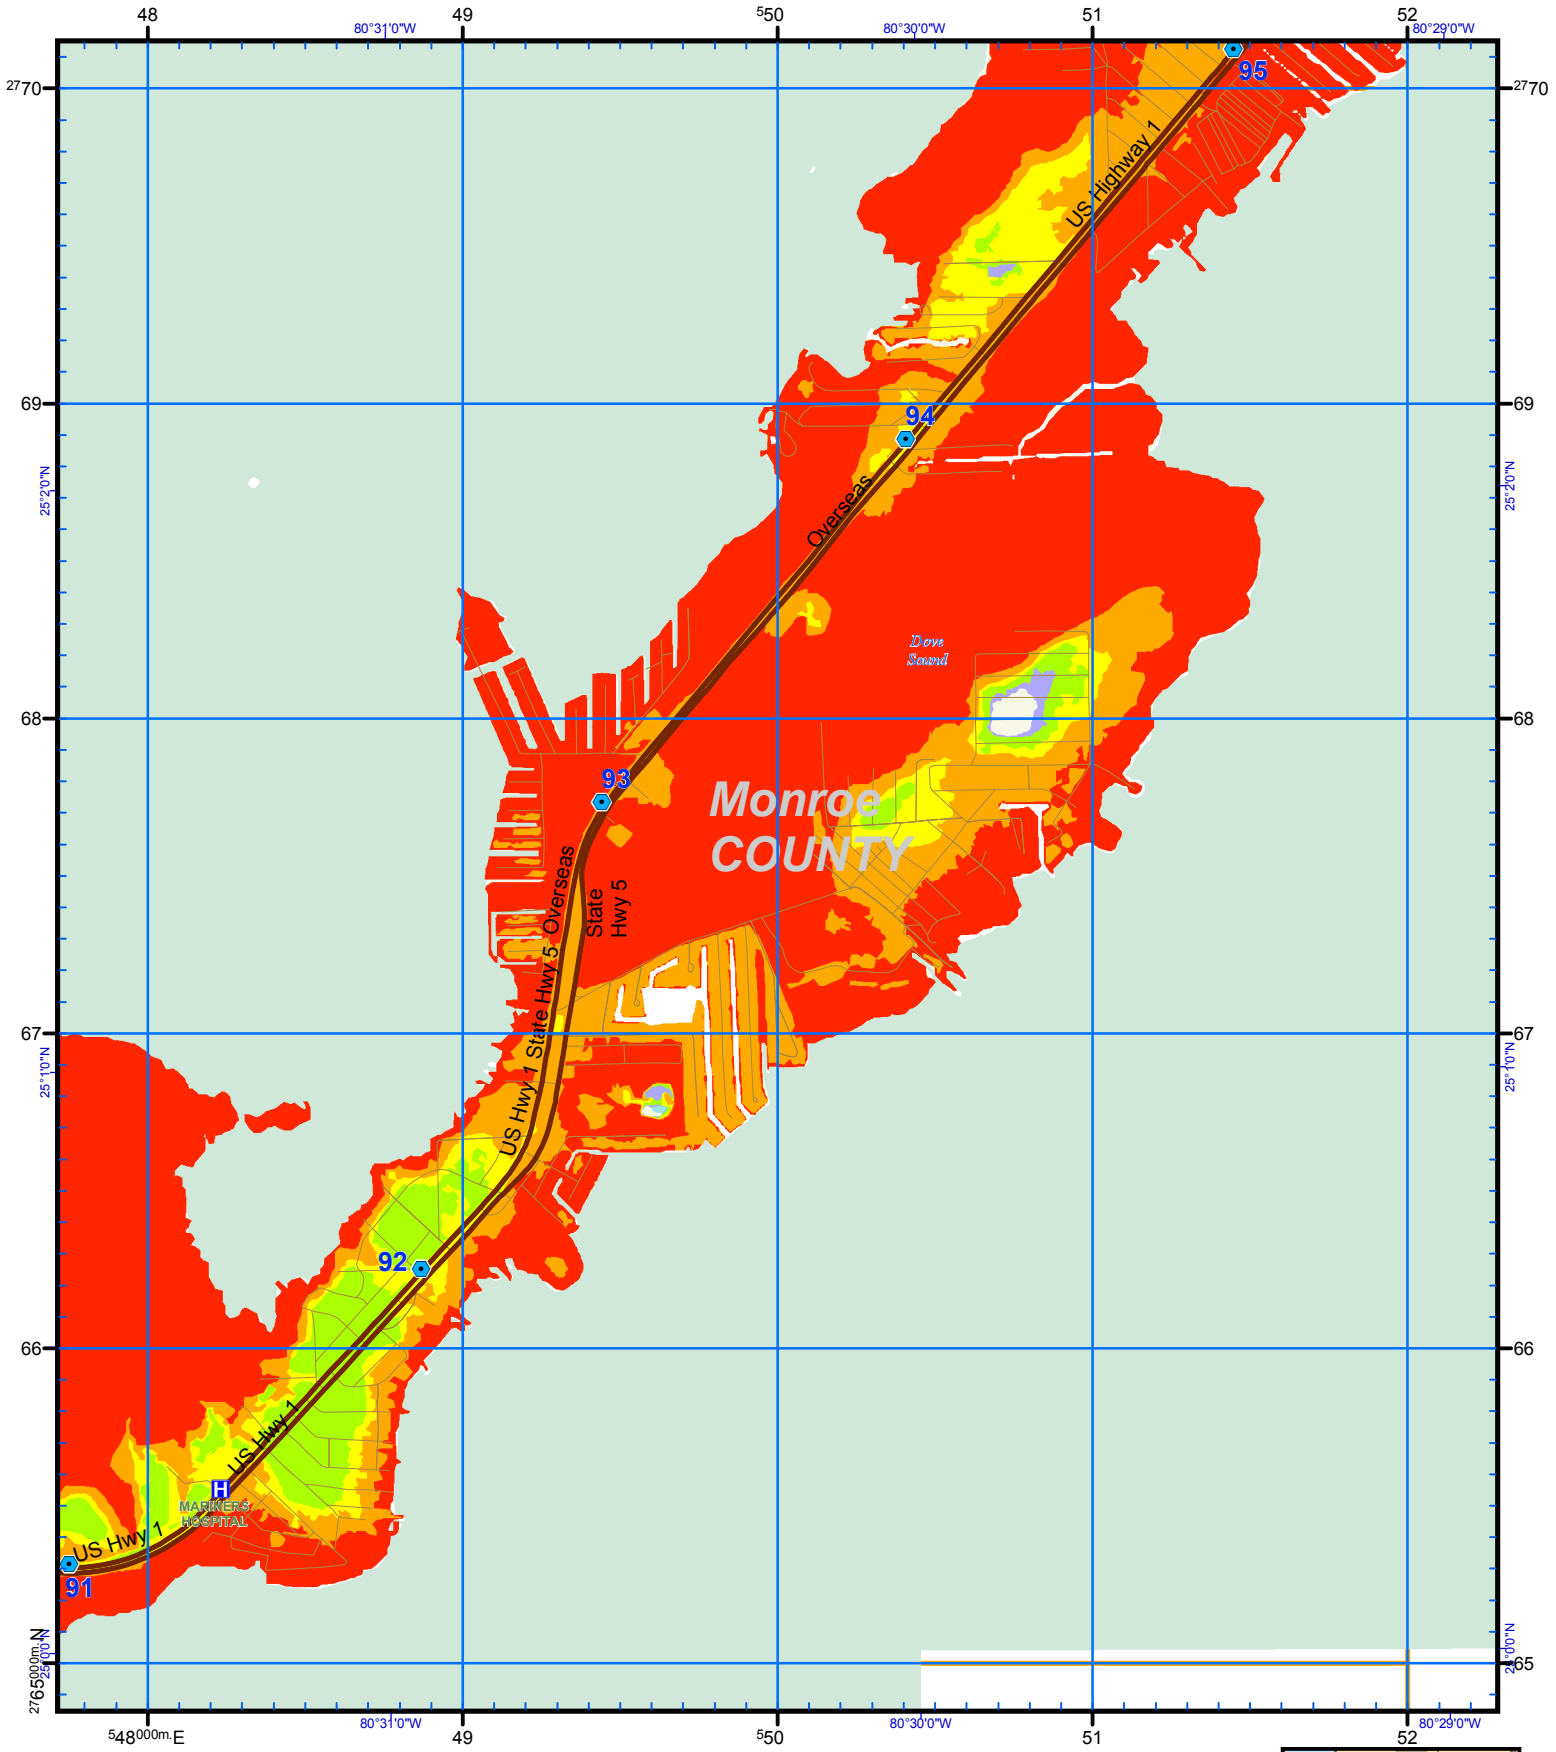 48
49
550
51
52
80°31'0"W
80°30'0"W
80°29'0"W
95
2770
2770
US Highway 1
94
69
69
25°2'0"N
25°2'0"N
Overseas
Dove
Sound
68
68
93
Monroe
COUNTY
Overseas
State
Hwy 5
State Hwy 5
67
67
25°1'0"N
25°1'0"N
US Hwy 1
92
66
66
US Hwy 1
H
MARINERS
HOSPITAL
US Hwy 1
91
25°0'0"N
25°0'0"N
2765000m.N
65
80°31'0"W
80°30'0"W
80°29'0"W
548000m.E
49
550
51
52